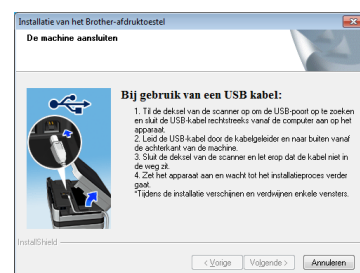 Installatie van het Brother-afdruktoestel
De machine aansluiten
Bij gebruik van een USB kabel:
1. Til de deksel van de scanner op om de USB-poort op te zoeken
en sluit de USB-kabel rechtstreeks vanaf de computer aan op het
apparaat.
2. Leid de USB-kabel door de kabelgeleider en naar buiten vanaf
de achterkant van de machine.
3. Sluit de deksel van de scanner en let erop dat de kabel niet in
de weg zit.
4. Zet het apparaat aan en wacht tot het installatieproces verder
gaat.
*Tijdens de installatie verschijnen en verdwijnen enkele vensters.
InstallShield
< Vorige
Volgende >
Annuleren